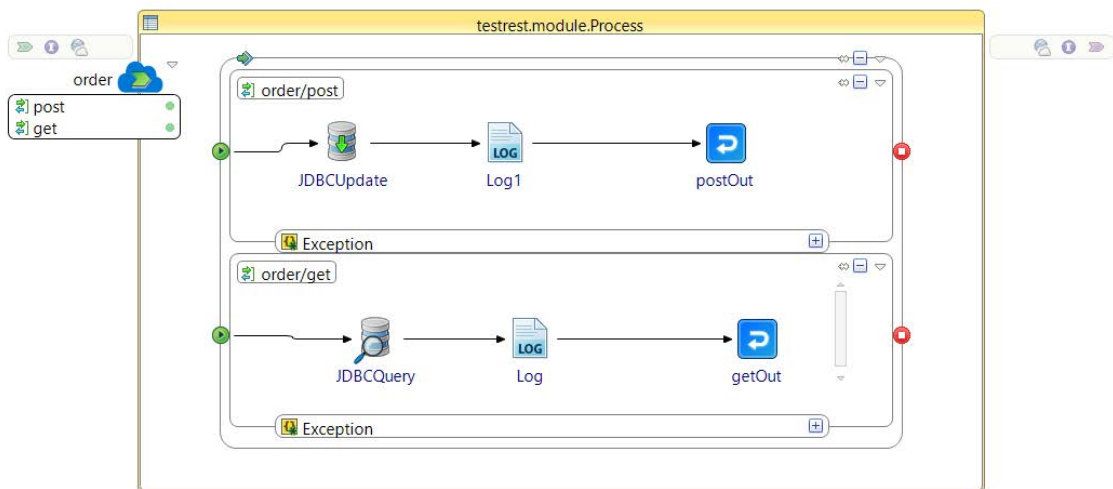 testrest.module.Process
order
post
get
order/post
LOG
JDBCUpdate
Log1
postOut
Exception
order/get
LOG
JDBCQuery
Log
getOut
Exception